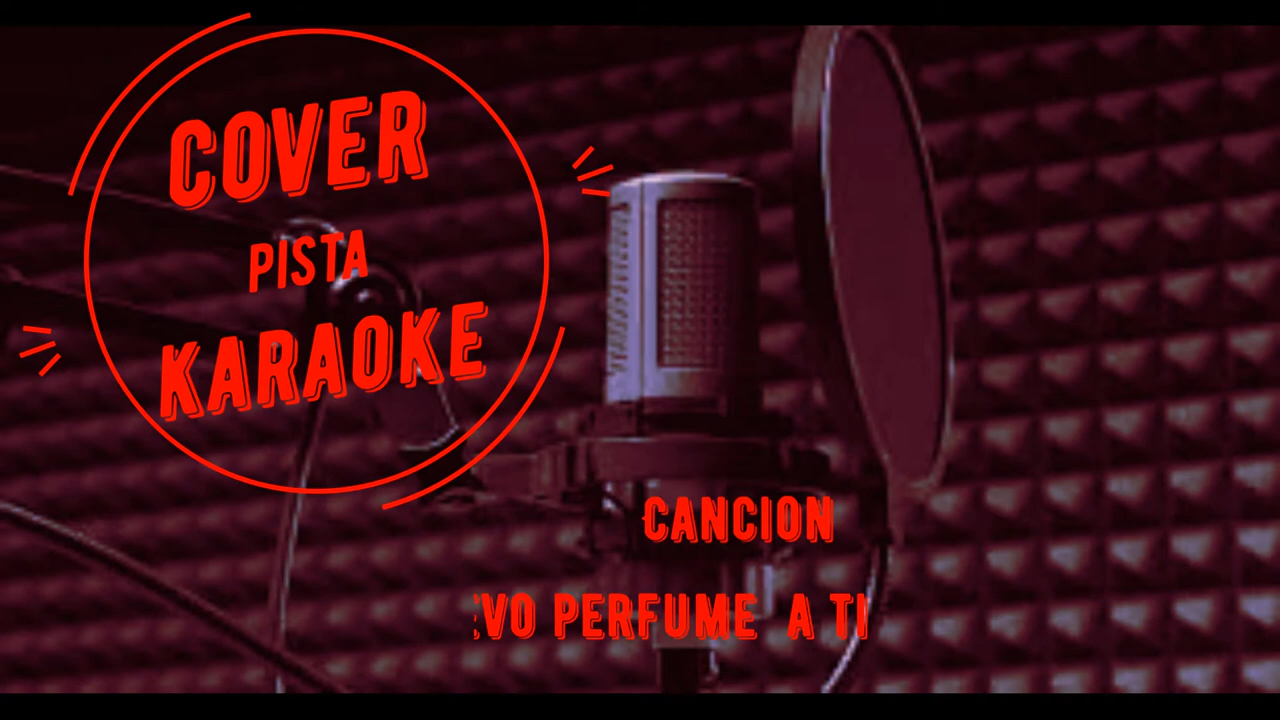 COVER
PISTA
KARAOKE
CANCION
VO PERFUME A TI